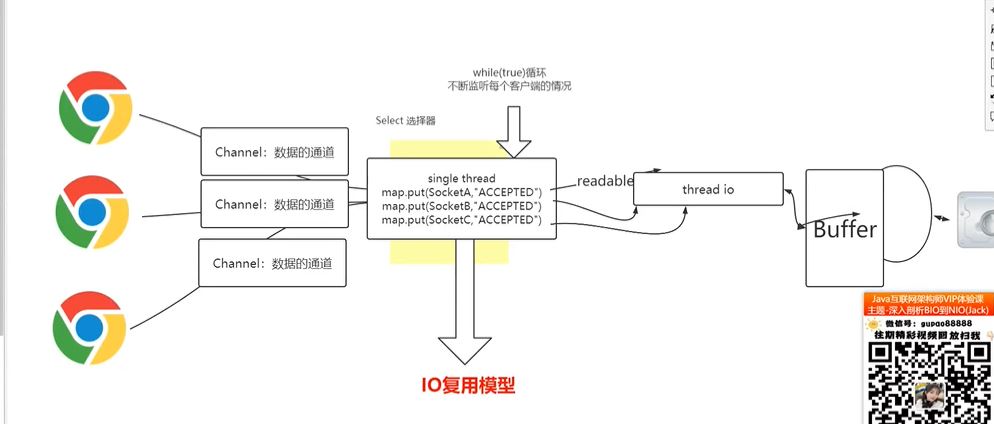 while(true)循环
不断监听每个客户端的情况
Select 选择器
Channel：数据的通道
Channel：数据的通道
Channel：数据的通道
single thread
map.put(SocketA,"ACCEPTED")
map.put(SocketB,"ACCEPTED")
map.put(SocketC,"ACCEPTED")
readable
thread io
Buffer
IO复用模型
Java互联网架构师VIP体验课
主题-深入剖析BIO到NIO(Jack)
微信号：gupao88888
往期精彩视频回放扫我